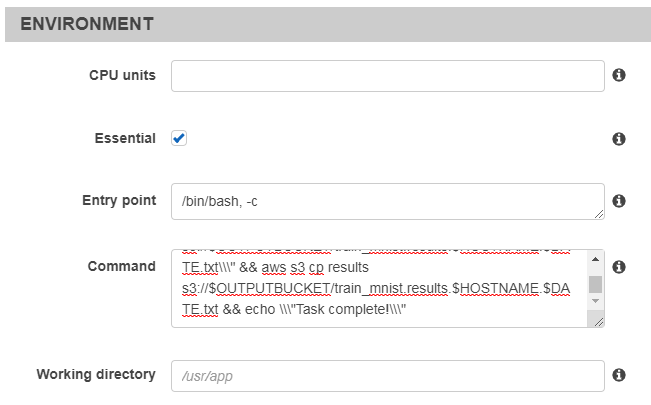 ENVIRONMENT
CPU units
Essential
Entry point
/bin/bash, -c
Command
TE.txt\\\" && aws s3 cp results
s3://$OUTPUTBUCKET/train_mnist.results.$HOSTNAME.$DA
TE.txt && echo \\\"Task complete!\\\"
Working directory
/usr/app